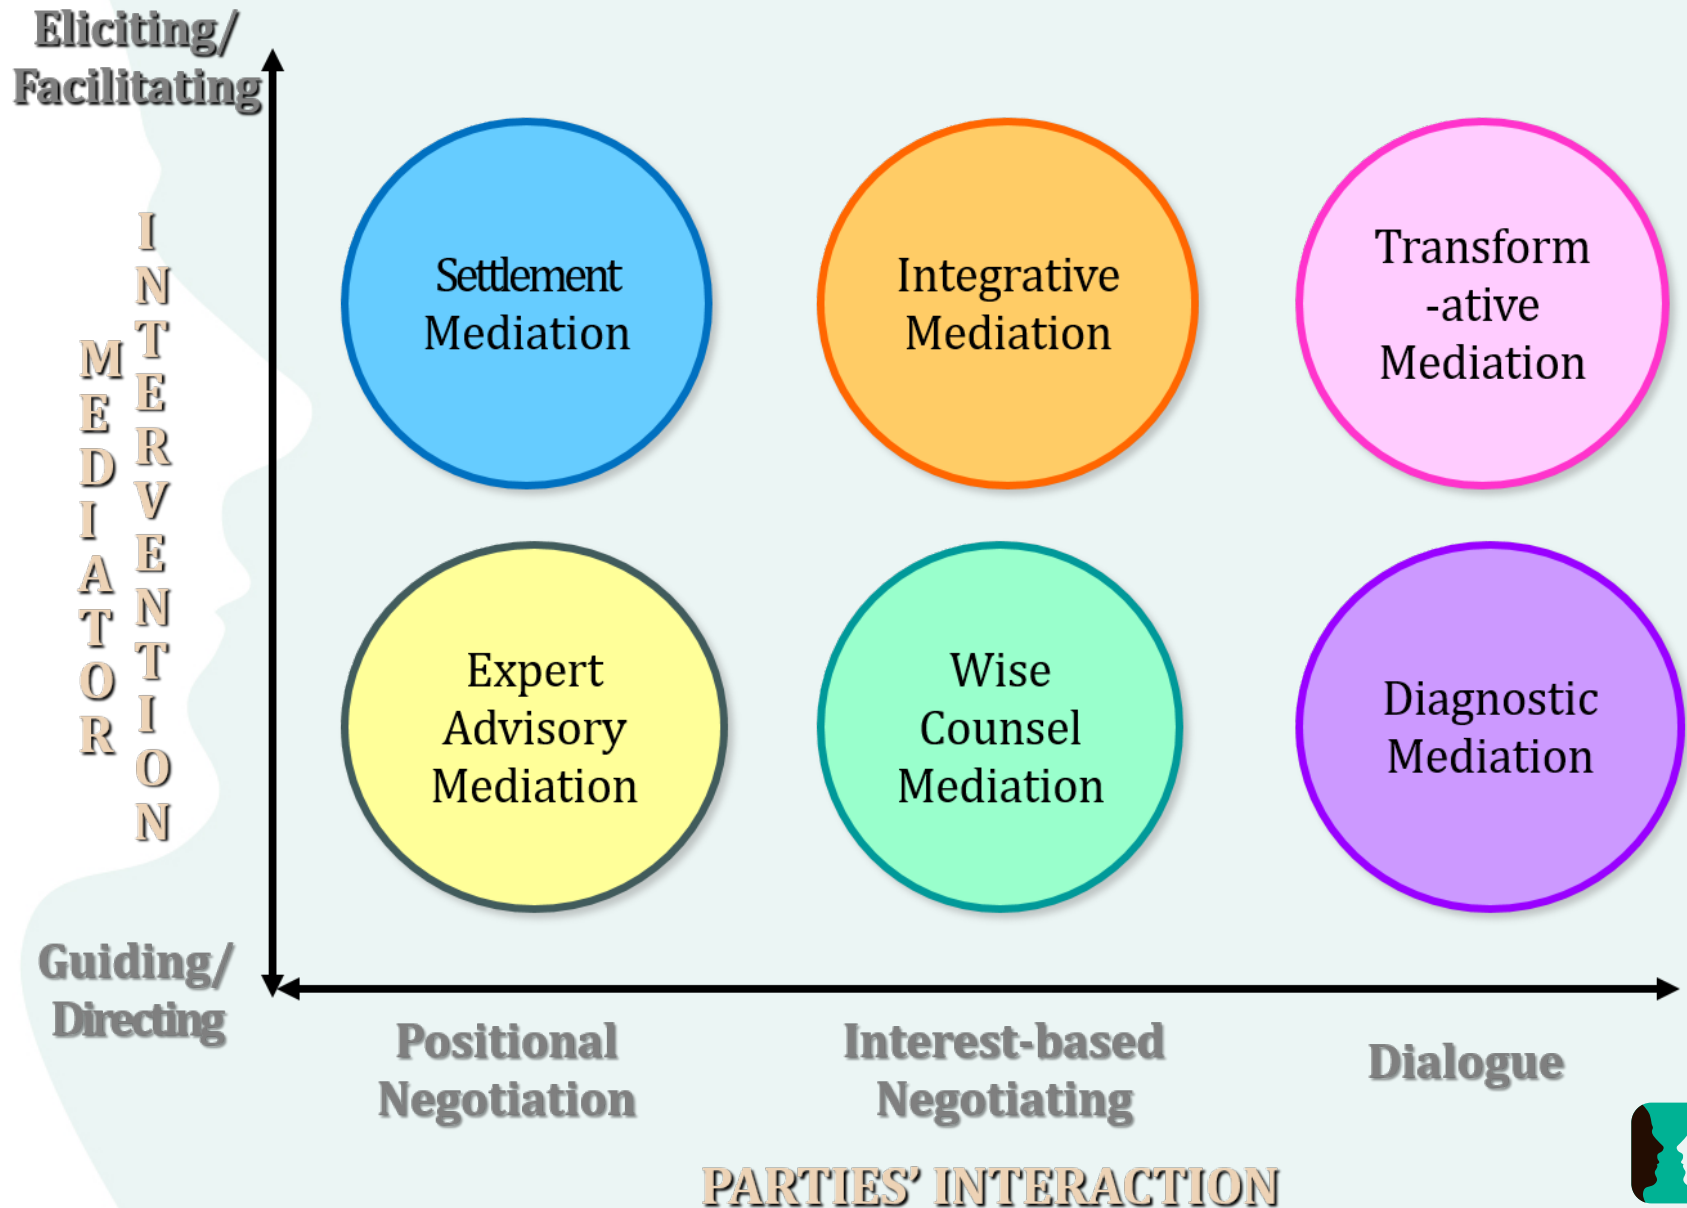 Eliciting/
Facilitating
MEDIATOR
INTERVENTION
Settlement
Mediation
Integrative
Mediation
Transform
-ative
Mediation
Expert
Advisory
Mediation
Wise
Counsel
Mediation
Diagnostic
Mediation
Guiding/
Directing
Positional
Negotiation
Interest-based
Negotiating
Dialogue
PARTIES’ INTERACTION